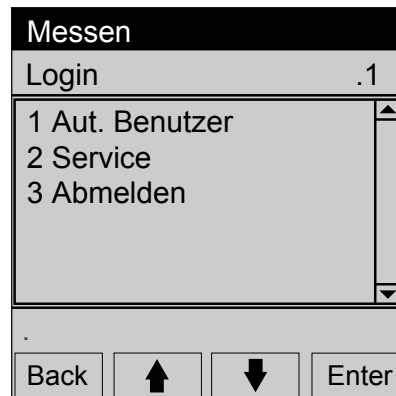 Messen
Login .1
1 Aut. Benutzer
2 Service
3 Abmelden
.
Back Enter